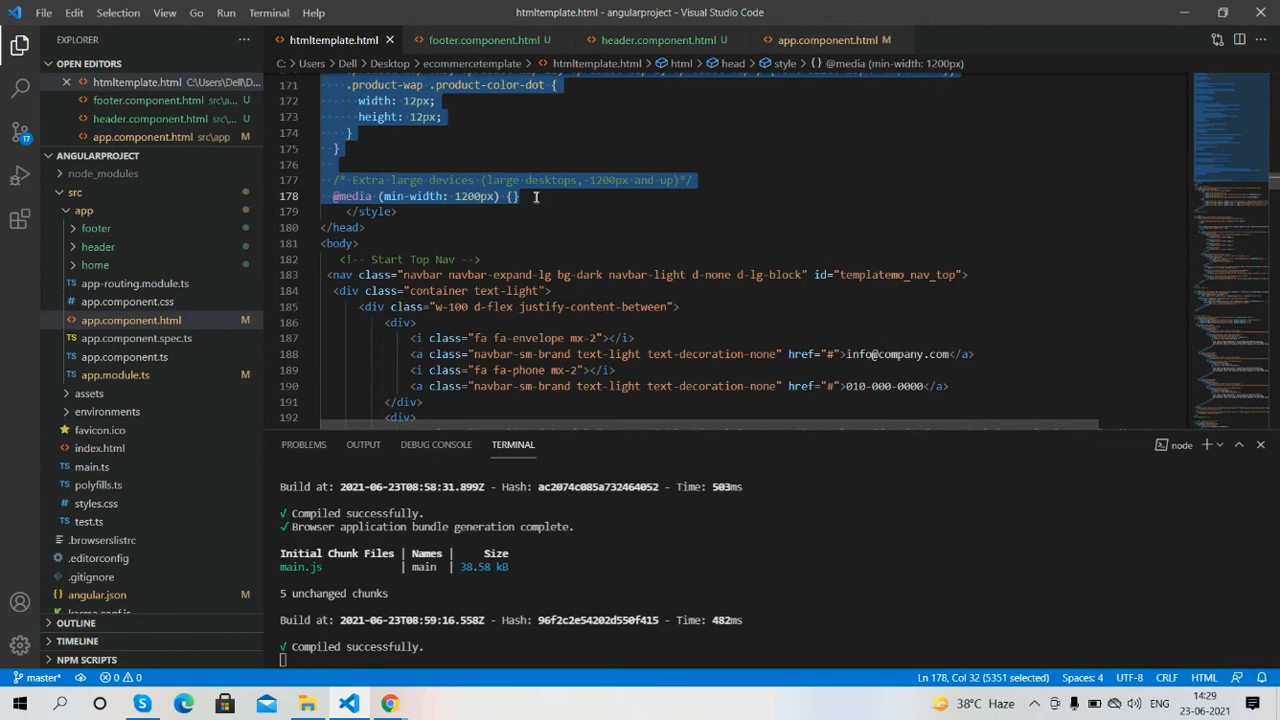 File Edit Selection View Go Run Terminal Help
htmltemplate.html - angularproject - Visual Studio Code
EXPLORER
htmltemplate.html
footer.component.html U
header.component.html U
app.component.html M
C: > Users > Dell > Desktop > ecommercetemplate > htmltemplate.html > html > head > style > @media (min-width: 1200px)
OPEN EDITORS
htmltemplate.html C:\Users\Dell\D...
footer.component.html src\a...
header.component.html src\...
app.component.html src\app
ANGULARPROJECT
node_modules
src
app
footer
header
home
app-routing.module.ts
app.component.css
app.component.html M
app.component.spec.ts
app.component.ts
app.module.ts M
assets
environments
favicon.ico
index.html
main.ts
polyfills.ts
styles.css
test.ts
.browserslistrc
.editorconfig
.gitignore
angular.json M
karma.conf.js
OUTLINE
TIMELINE
NPM SCRIPTS
17
171 .product-wap .product-color-dot {
172 width: 12px;
173 height: 12px;
174 }
175 }
176
177 /* Extra large devices (large desktops, 1200px and up)*/
178 @media (min-width: 1200px) {}
179 </style>
180 </head>
181 <body>
182 <!-- Start Top Nav -->
183 <nav class="navbar navbar-expand-lg bg-dark navbar-light d-none d-lg-block" id="templatemo_nav_top">
184 <div class="container text-light">
185 <div class="w-100 d-flex justify-content-between">
186 <div>
187 <i class="fa fa-envelope mx-2"></i>
188 <a class="navbar-sm-brand text-light text-decoration-none" href="#">info@company.com</a>
189 <i class="fa fa-phone mx-2"></i>
190 <a class="navbar-sm-brand text-light text-decoration-none" href="#">010-000-0000</a>
191 </div>
192 <div>
PROBLEMS OUTPUT DEBUG CONSOLE TERMINAL
node
Build at: 2021-06-23T08:58:31.899Z - Hash: ac2074c085a732464052 - Time: 503ms
√ Compiled successfully.
√ Browser application bundle generation complete.
Initial Chunk Files | Names | Size
main.js | main | 38.58 kB
5 unchanged chunks
Build at: 2021-06-23T08:59:16.558Z - Hash: 96f2c2e54202d550f415 - Time: 482ms
√ Compiled successfully.
master* 0 0
Ln 178, Col 32 (5351 selected) Spaces: 4 UTF-8 CRLF HTML
38°C Haze
ENG
14:29
23-06-2021